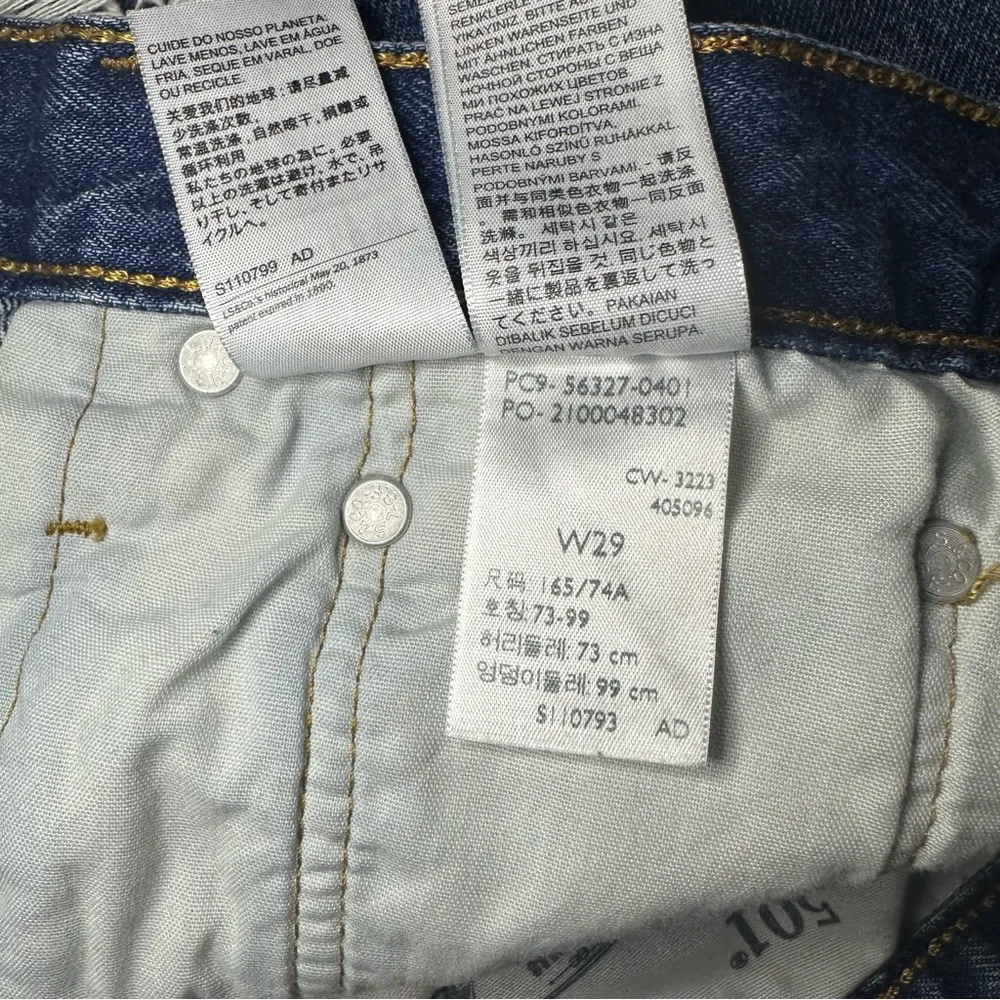 CUIDE DO NOSSO PLANETA,
LAVE MENOS, LAVE EM ÁGUA
FRIA, SEQUE EM VARAL, DOE
OU RECICLE.
关爱我们的地球:请尽量减
少洗涤次数,
常温洗涤,自然晾干,捐赠或
循环利用
私たちの地球の為に。必要
以上の洗濯は避け、水で、吊
り干し、そして寄付またリサ
イクルへ。
S110799 AD
LS&Co.'s historical May 20, 1873
patent expired in 1890.
RENKLERLE
YIKAYINIZ. BITTE AUF
LINKEN WARENSEITE UND
MIT ÄHNLICHEN FARBEN
WASCHEN. СТИРАТЬ С ИЗНА
НОЧНОЙ СТОРОНЫ С ВЕЩА
МИ ПОХОЖИХ ЦВЕТОВ.
PRAĆ NA LEWEJ STRONIE Z
PODOBNYMI KOLORAMI.
MOSSA KIFORDÍTVA,
HASONLÓ SZÍNŰ RUHÁKKAL.
PERTE NARUBY S
PODOBNÝMI BARVAMI. - 请反
面并与同类色衣物一起洗涤
。需和相似色衣物一同反面
洗滌。세탁시 같은
색상끼리 하십시요. 세탁시
옷을 뒤집을 것. 同じ色物と
一緒に製品を裏返して洗っ
てください。PAKAIAN
DIBALIK SEBELUM DICUCI
DENGAN WARNA SERUPA.
PC9- 56327-0401
PO- 2100048302
CW- 3223
405096
W29
尺码 165/74A
호칭: 73-99
허리둘레: 73 cm
엉덩이둘레: 99 cm
S110793 AD
501®